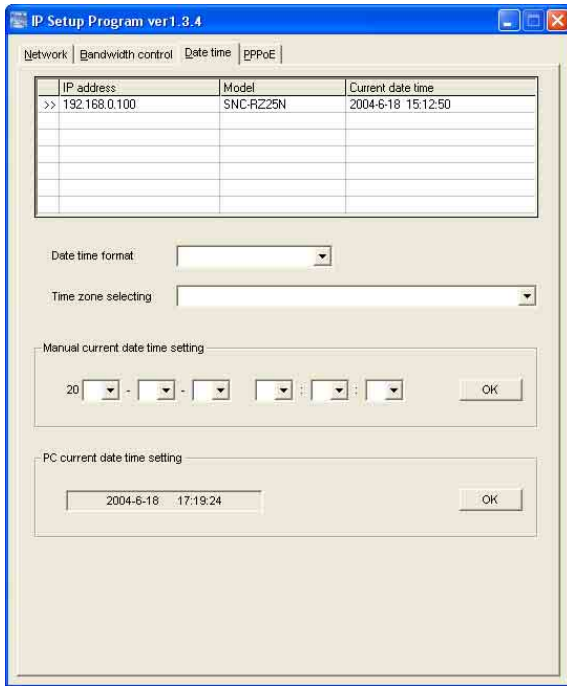 IP Setup Program ver1.3.4
Network Bandwidth control Date time PPPoE
IP address Model Current date time
>> 192.168.0.100 SNC-RZ25N 2004-6-18 15:12:50
Date time format
Time zone selecting
Manual current date time setting
20 - - : : OK
PC current date time setting
2004-6-18 17:19:24 OK